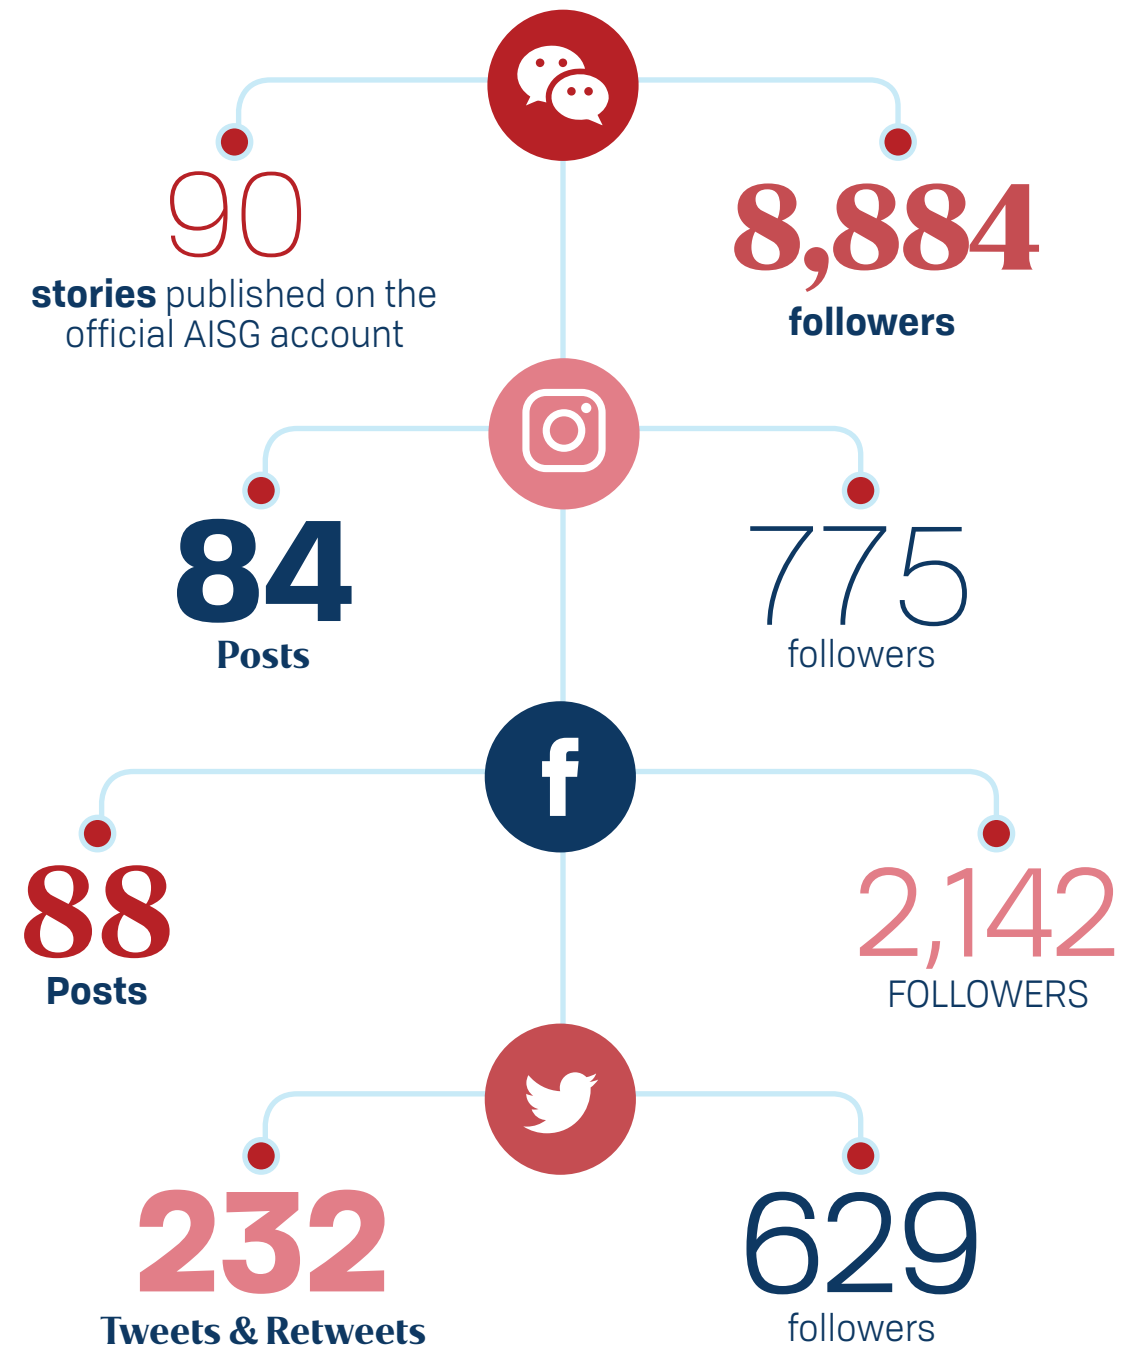 90
stories published on the
official AISG account
8,884
followers
84
Posts
775
followers
88
Posts
2,142
FOLLOWERS
232
Tweets & Retweets
629
followers